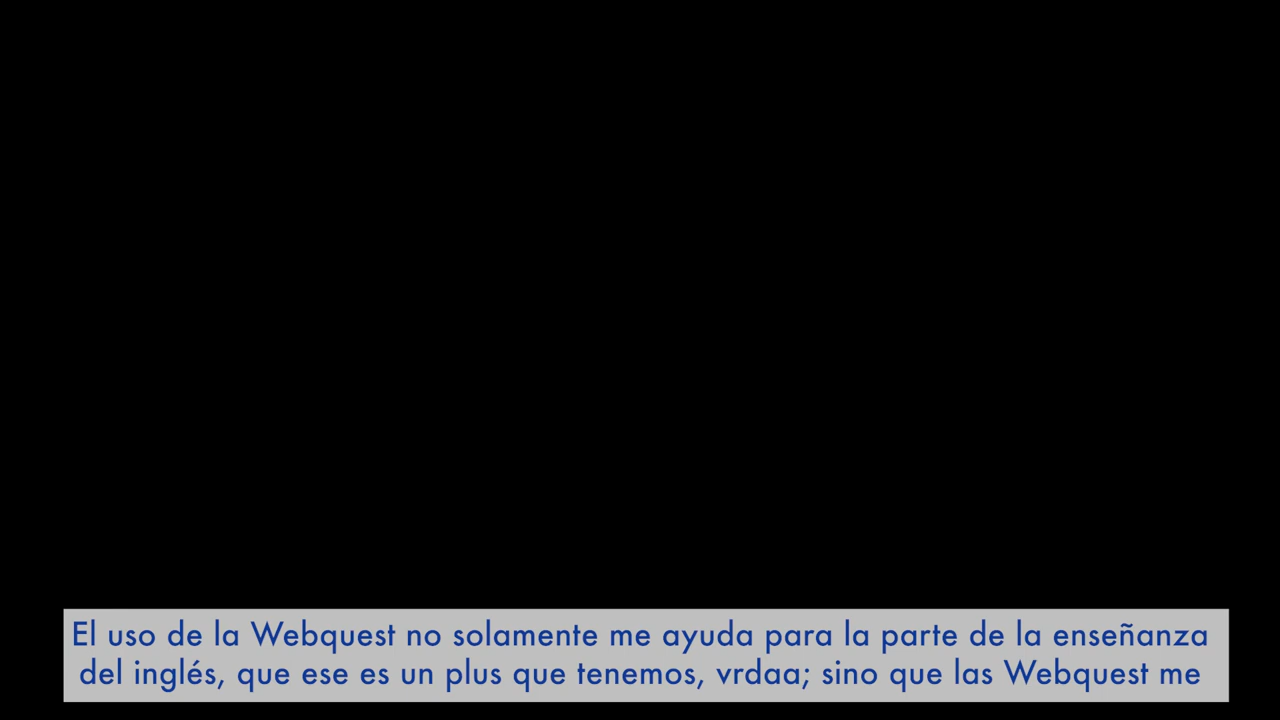 El uso de la Webquest no solamente me ayuda para la parte de la enseñanza
del inglés, que ese es un plus que tenemos, vrdaa; sino que las Webquest me